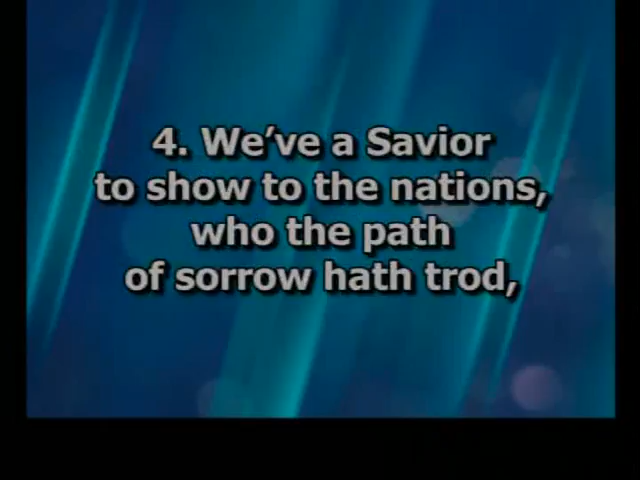 4. We've a Savior
to show to the nations,
who the path
of sorrow hath trod,